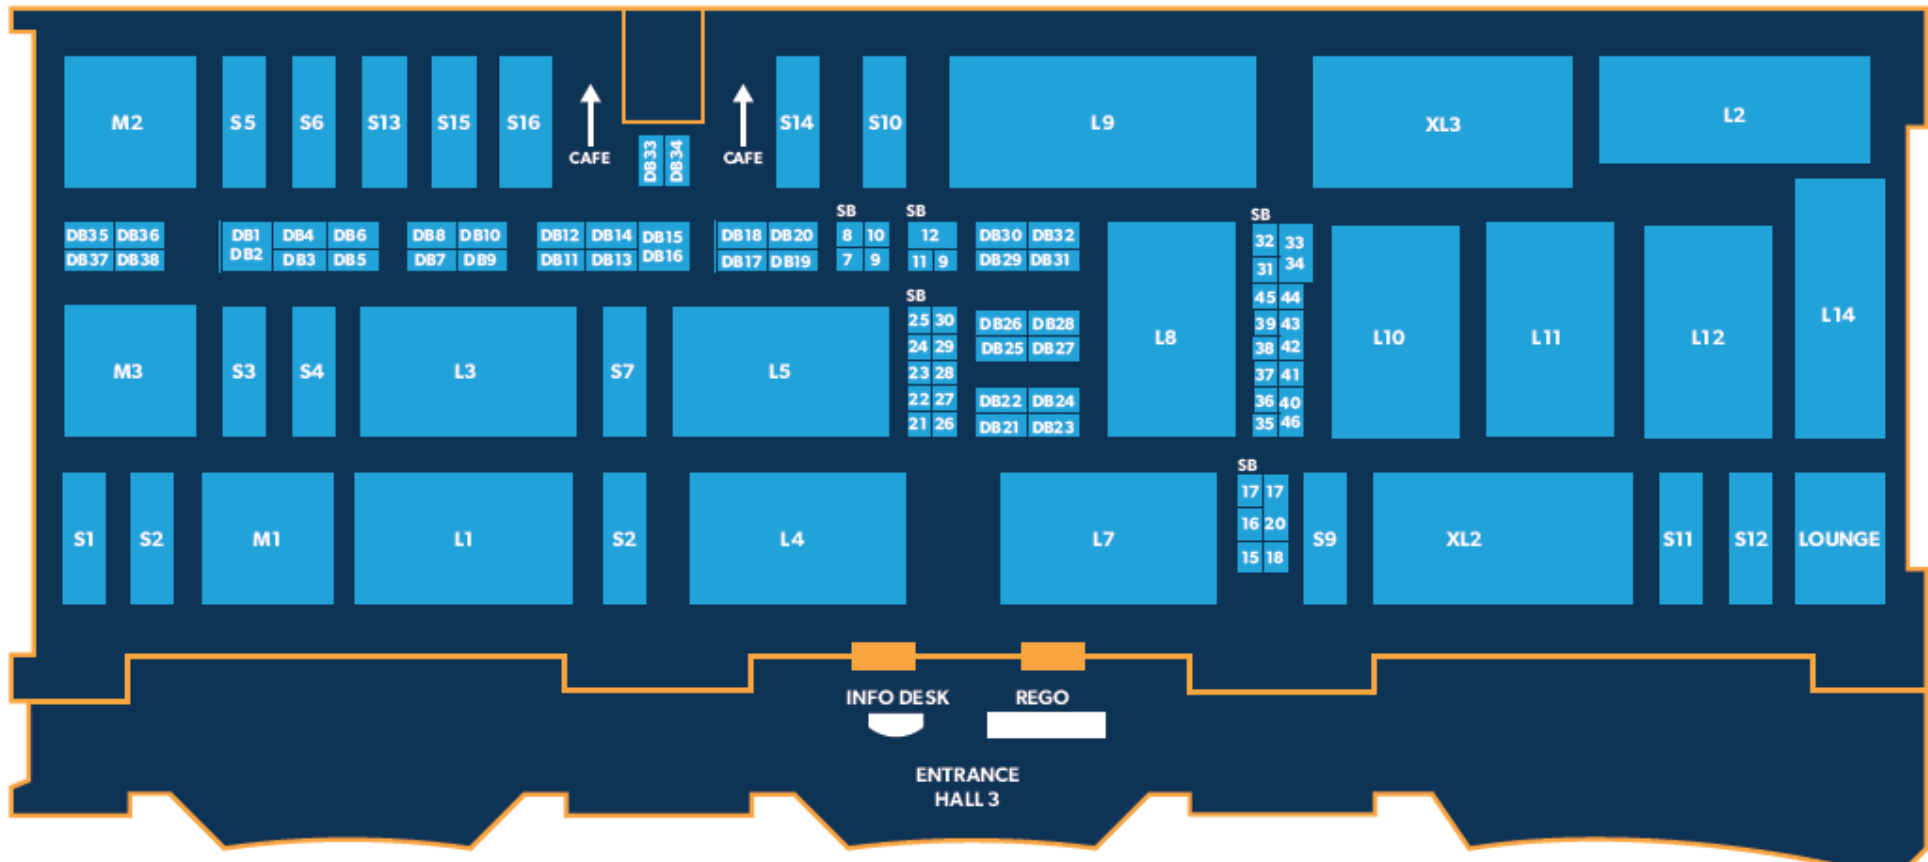 M2 S5 S6 S13 S15 S16 CAFE DB33 DB34 CAFE S14 S10 L9 XL3 L2
DB35 DB36
DB37 DB38
DB1 DB4 DB6
DB2 DB3 DB5
DB8 DB10
DB7 DB9
DB12 DB14 DB15
DB11 DB13 DB16
DB18 DB20
DB17 DB19
SB
8 10
7 9
SB
12
11 9
DB30 DB32
DB29 DB31
SB
25 30
24 29
23 28
22 27
21 26
DB26 DB28
DB25 DB27
DB22 DB24
DB21 DB23
L8
SB
32 33
31 34
45 44
39 43
38 42
37 41
36 40
35 46
L10 L11 L12 L14
M3 S3 S4 L3 S7 L5
S1 S2 M1 L1 S2 L4 L7
SB
17 17
16 20
15 18
S9 XL2 S11 S12 LOUNGE
INFO DESK REGO
ENTRANCE
HALL 3